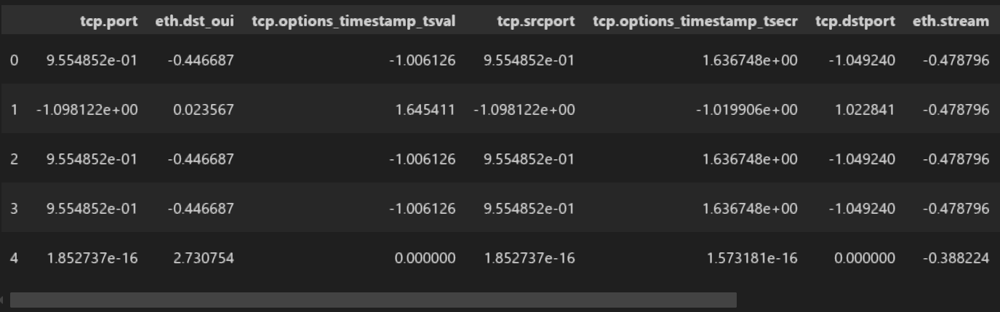 tcp.port eth.dst_oui tcp.options_timestamp_tsval tcp.srcport tcp.options_timestamp_tsecr tcp.dstport eth.stream
0 9.554852e-01 -0.446687 -1.006126 9.554852e-01 1.636748e+00 -1.049240 -0.478796
1 -1.098122e+00 0.023567 1.645411 -1.098122e+00 -1.019906e+00 1.022841 -0.478796
2 9.554852e-01 -0.446687 -1.006126 9.554852e-01 1.636748e+00 -1.049240 -0.478796
3 9.554852e-01 -0.446687 -1.006126 9.554852e-01 1.636748e+00 -1.049240 -0.478796
4 1.852737e-16 2.730754 0.000000 1.852737e-16 1.573181e-16 0.000000 -0.388224